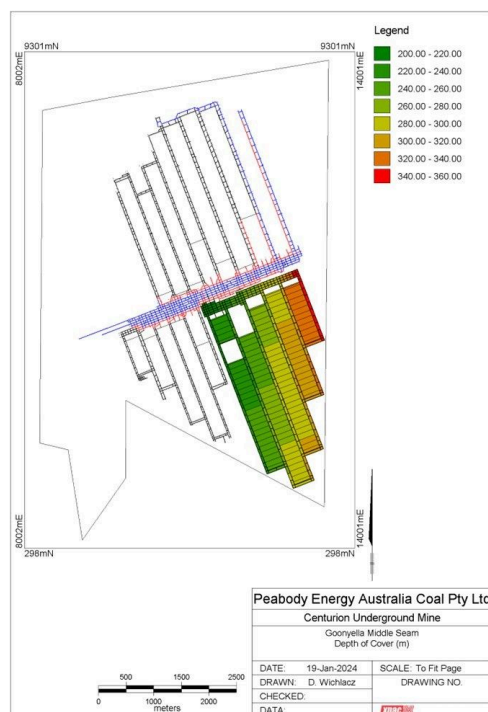 Legend
9301mN
9301mN
8002mE
14001mE
200.00 - 220.00
220.00 - 240.00
240.00 - 260.00
260.00 - 280.00
280.00 - 300.00
300.00 - 320.00
320.00 - 340.00
340.00 - 360.00
8002mE
14001mE
298mN
298mN
Peabody Energy Australia Coal Pty Ltd
Centurion Underground Mine
Goonyella Middle Seam
Depth of Cover (m)
DATE: 19-Jan-2024
SCALE: To Fit Page
DRAWN: D. Wichlacz
DRAWING NO.
CHECKED:
DATA:
500 1500 2500
0 1000 2000
meters